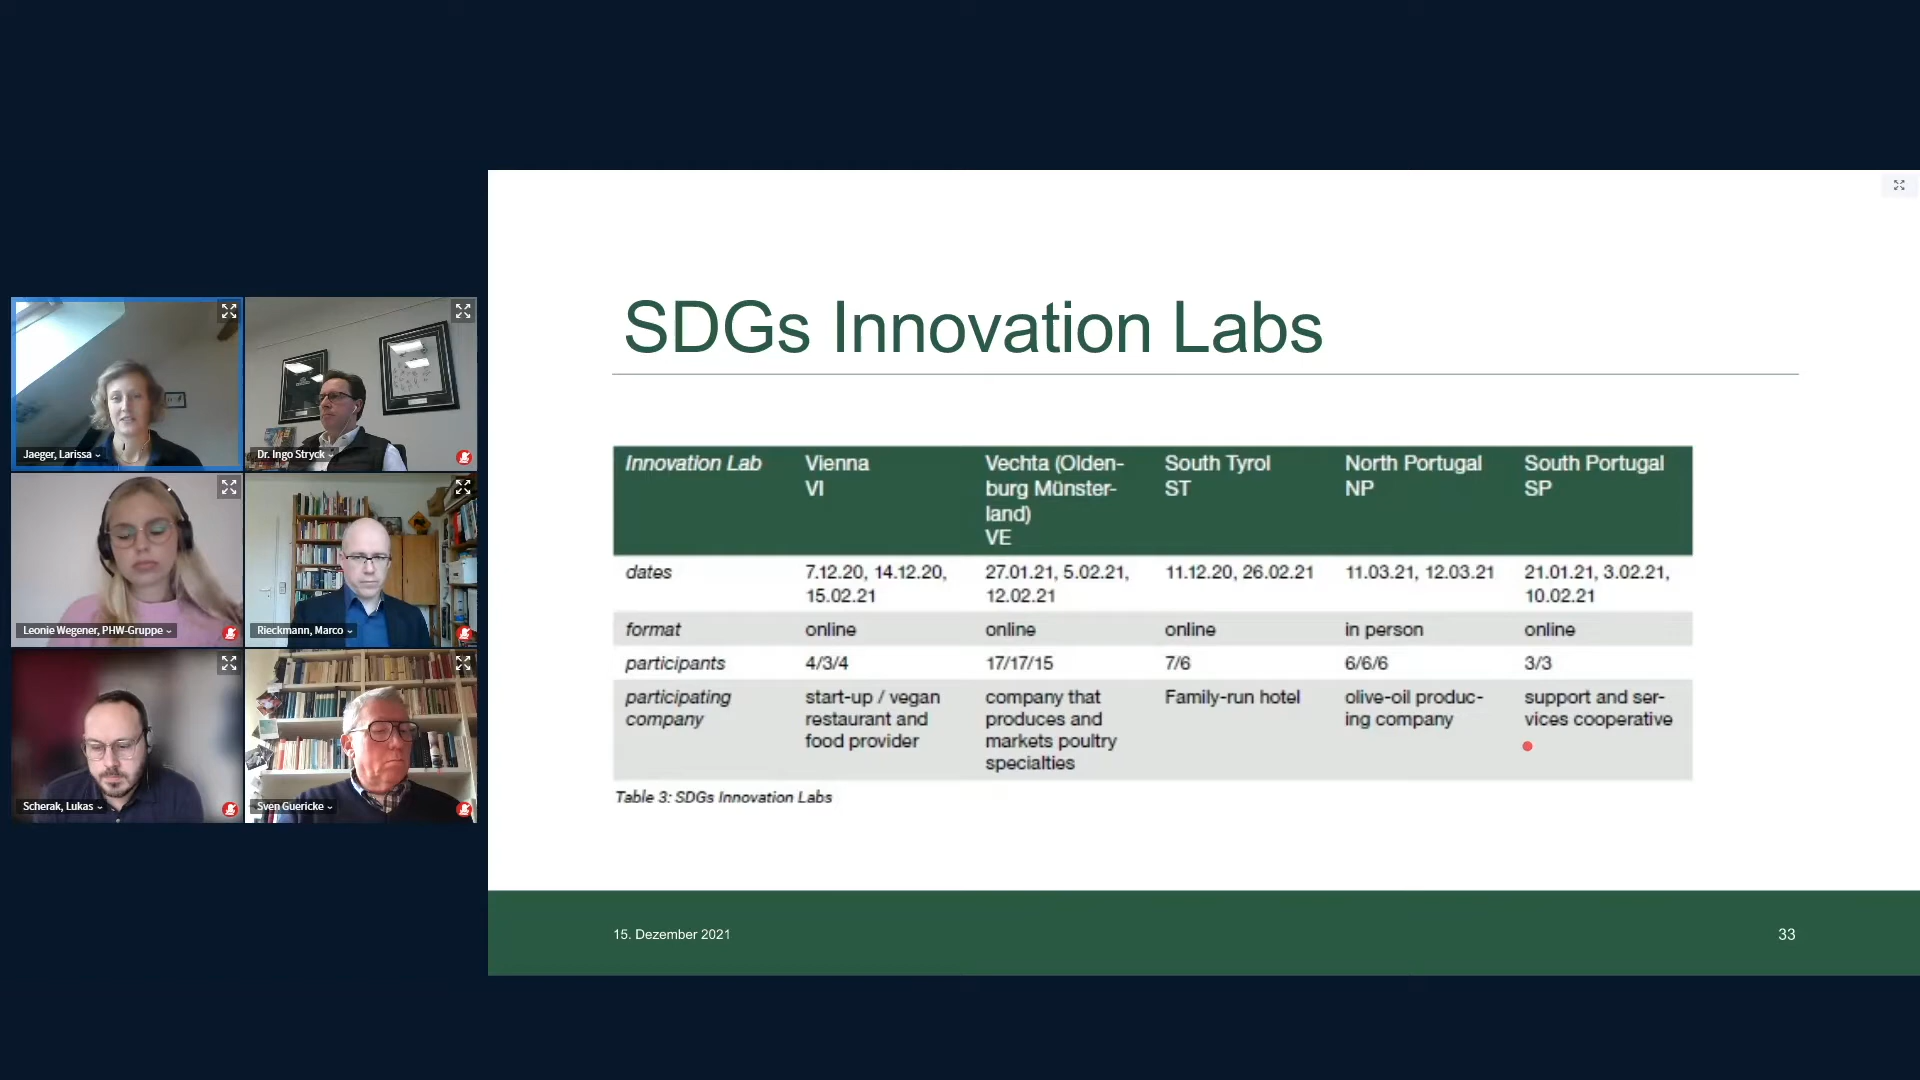 Jaeger, Larissa
Dr. Ingo Stryck
Leonie Wegener, PHW-Gruppe
Rieckmann, Marco
Scherak, Lukas
Sven Guericke
SDGs Innovation Labs
Innovation Lab
Vienna
VI
Vechta (Olden-
burg Münster-
land)
VE
South Tyrol
ST
North Portugal
NP
South Portugal
SP
dates
7.12.20, 14.12.20,
15.02.21
27.01.21, 5.02.21,
12.02.21
11.12.20, 26.02.21
11.03.21, 12.03.21
21.01.21, 3.02.21,
10.02.21
format
online
online
online
in person
online
participants
4/3/4
17/17/15
7/6
6/6/6
3/3
participating
company
start-up / vegan
restaurant and
food provider
company that
produces and
markets poultry
specialties
Family-run hotel
olive-oil produc-
ing company
support and ser-
vices cooperative
Table 3: SDGs Innovation Labs
15. Dezember 2021
33